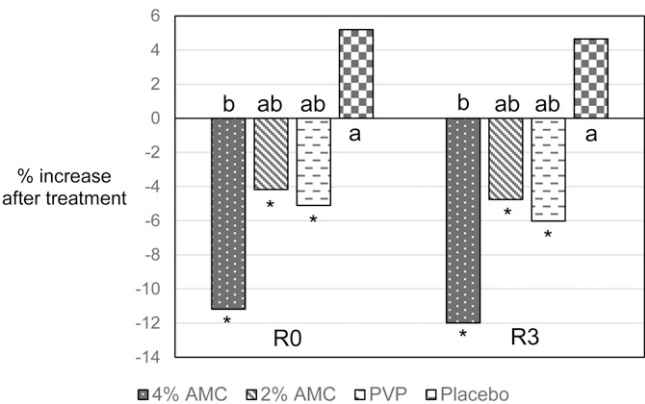 6
4
2
b ab ab b ab ab
0
a a
-2
% increase
after treatment
-4
* *
* *
-6
-8
-10
*
-12
R0 * R3
-14
4% AMC 2% AMC PVP Placebo